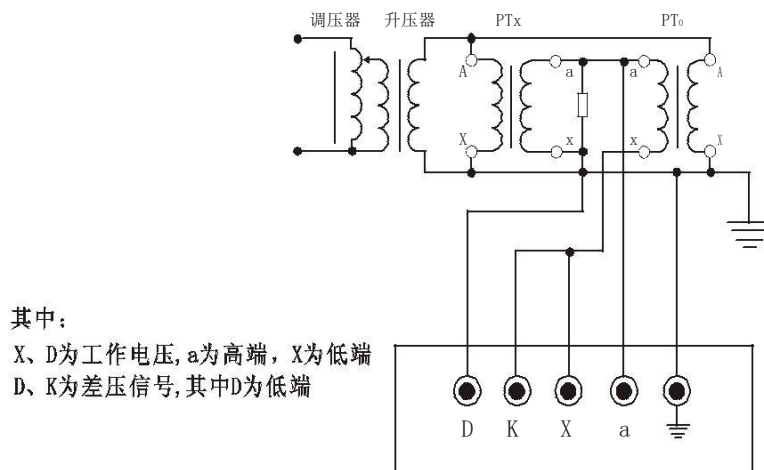 调压器 升压器 PTx PT₀
A a a A
X x x X
其中：
X、D为工作电压,a为高端，X为低端
D、K为差压信号,其中D为低端
D K X a